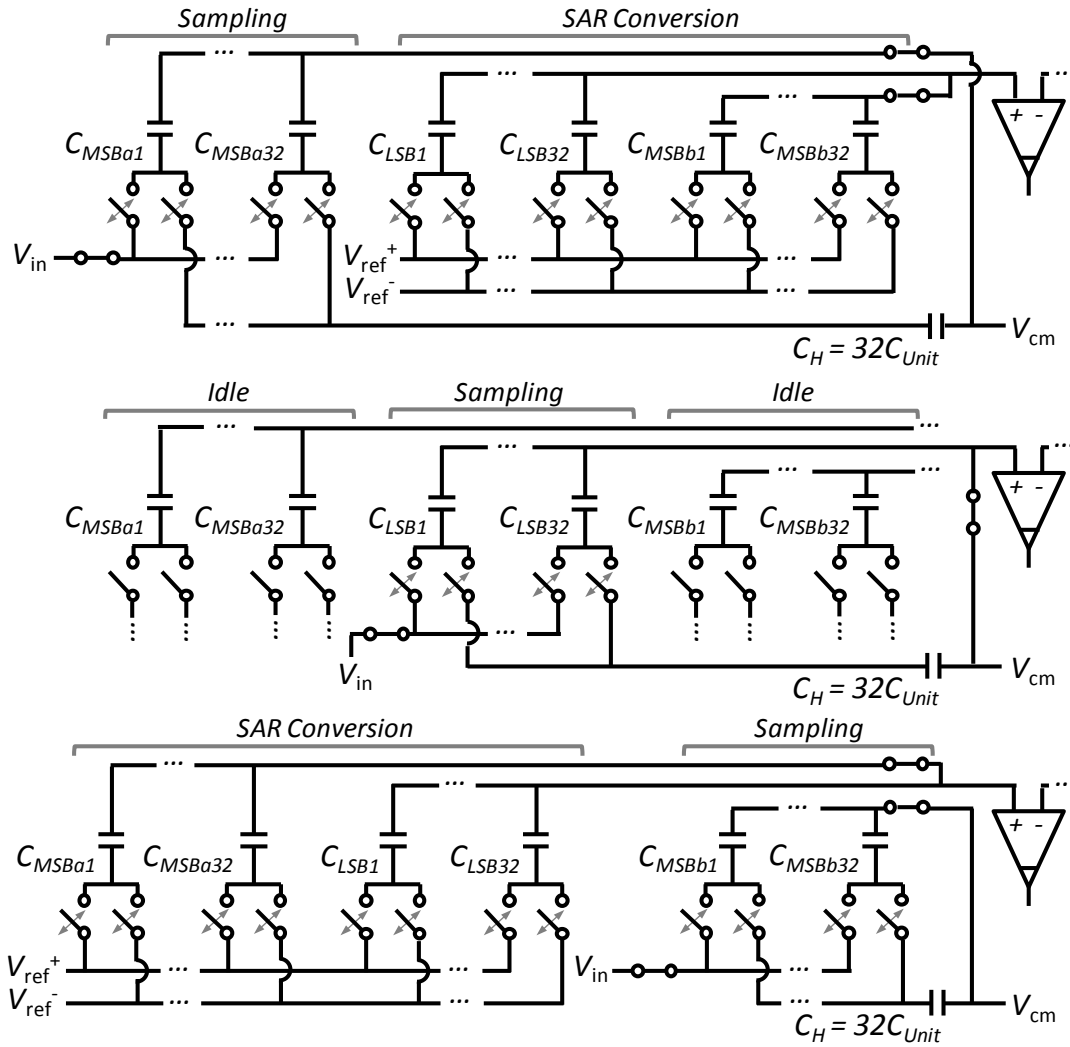 Sampling SAR Conversion
... ... ... ...
+ -
C_MSBa1 C_MSBa32 C_LSB1 C_LSB32 C_MSBb1 C_MSBb32
V_in ... V_ref^+ ... ...
V_ref^- ... ...
... V_cm
C_H = 32C_Unit
Idle Sampling Idle
... ... ... ... ...
+ -
C_MSBa1 C_MSBa32 C_LSB1 C_LSB32 C_MSBb1 C_MSBb32
...
V_in V_cm
C_H = 32C_Unit
SAR Conversion Sampling
... ... ... ...
+ -
C_MSBa1 C_MSBa32 C_LSB1 C_LSB32 C_MSBb1 C_MSBb32
V_ref^+ ... ... V_in ...
V_ref^- ... ... ... V_cm
C_H = 32C_Unit